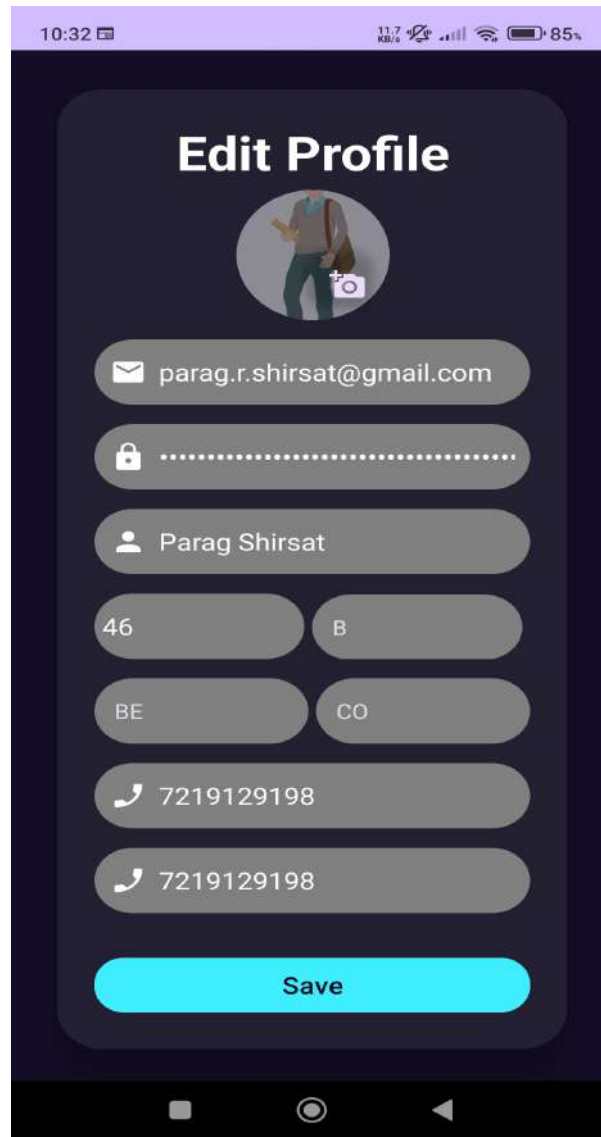 10:32 11.7 KB/s 85%
Edit Profile
parag.r.shirsat@gmail.com
••••••••••••••••••••••••••••••••••••••
Parag Shirsat
46 B
BE CO
7219129198
7219129198
Save